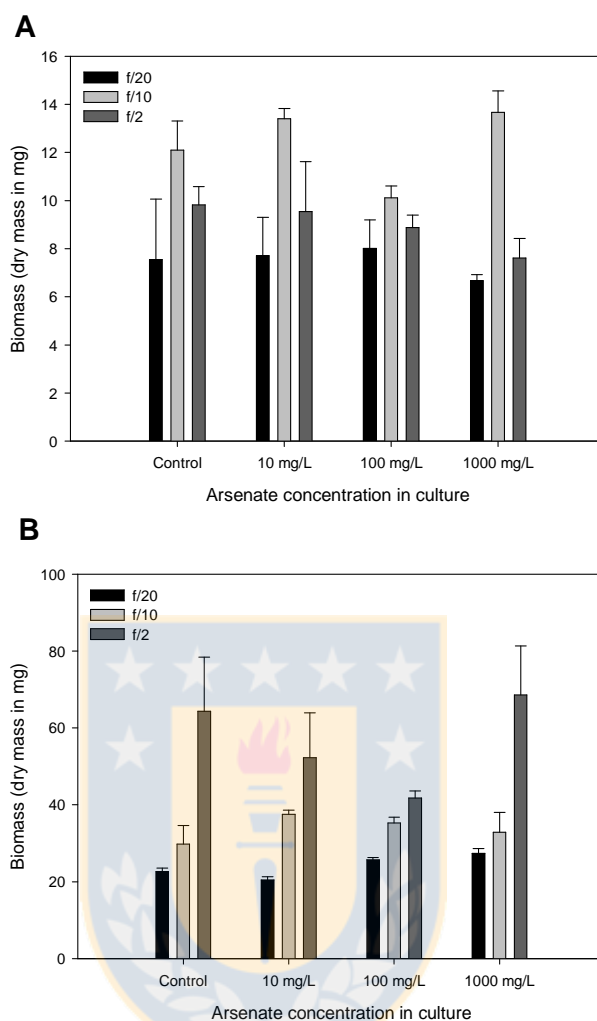 A
16
14
12
10
8
6
4
2
0
Biomass (dry mass in mg)
f/20
f/10
f/2
Control 10 mg/L 100 mg/L 1000 mg/L
Arsenate concentration in culture
B
100
80
60
40
20
0
Biomass (dry mass in mg)
f/20
f/10
f/2
Control 10 mg/L 100 mg/L 1000 mg/L
Arsenate concentration in culture